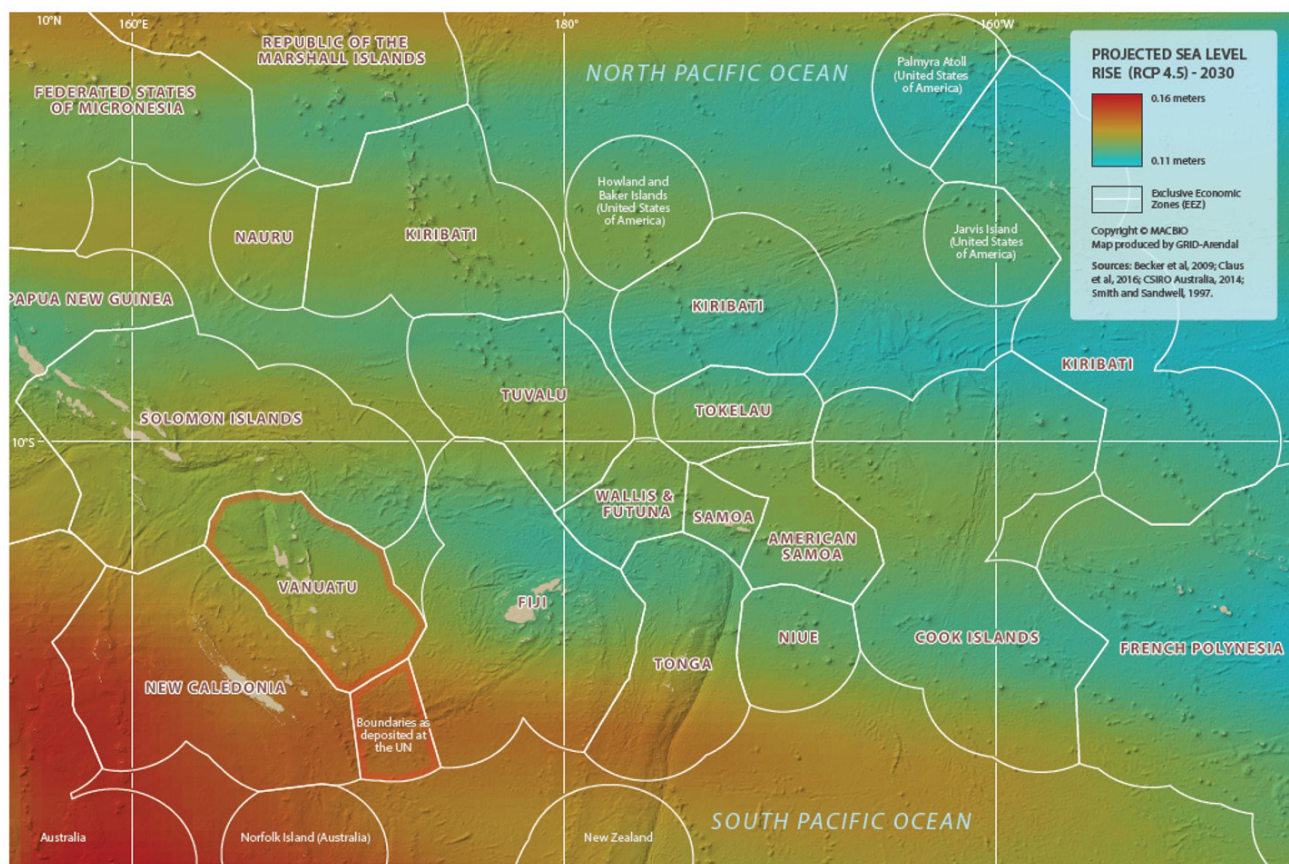 10°N
160°E
180°
160°W
REPUBLIC OF THE
MARSHALL ISLANDS
NORTH PACIFIC OCEAN
Palmyra Atoll
(United States
of America)
PROJECTED SEA LEVEL
RISE (RCP 4.5) - 2030
0.16 meters
0.11 meters
Exclusive Economic
Zones (EEZ)
Copyright © MACBIO
Map produced by GRID-Arendal
Sources: Becker et al, 2009; Claus
et al, 2016; CSIRO Australia, 2014;
Smith and Sandwell, 1997.
FEDERATED STATES
OF MICRONESIA
Howland and
Baker Islands
(United States
of America)
NAURU
KIRIBATI
Jarvis Island
(United States
of America)
PAPUA NEW GUINEA
KIRIBATI
KIRIBATI
TUVALU
TOKELAU
SOLOMON ISLANDS
10°S
WALLIS &
FUTUNA
SAMOA
AMERICAN
SAMOA
VANUATU
FIJI
NIUE
COOK ISLANDS
FRENCH POLYNESIA
TONGA
NEW CALEDONIA
Boundaries as
deposited at
the UN
SOUTH PACIFIC OCEAN
Australia
Norfolk Island (Australia)
New Zealand